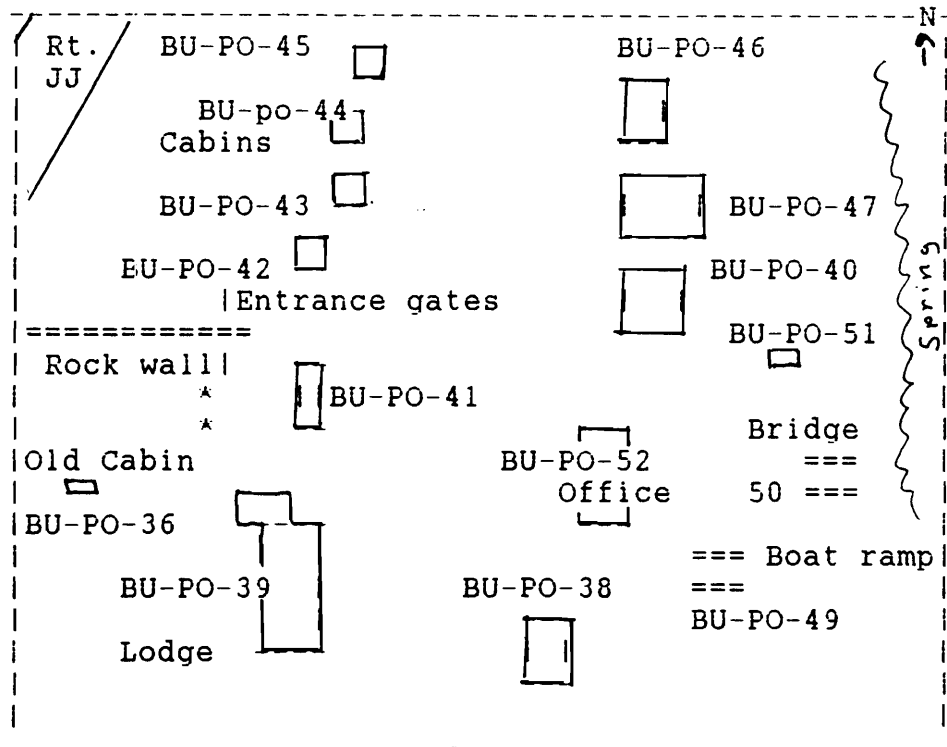 N
Rt.
JJ
BU-PO-45
BU-PO-46
BU-po-44
Cabins
BU-PO-43
BU-PO-47
BU-PO-42
BU-PO-40
Entrance gates
BU-PO-51
Spring
Rock wall
BU-PO-41
*
*
Bridge
Old Cabin
BU-PO-52
===
Office
50 ===
BU-PO-36
=== Boat ramp
BU-PO-39
BU-PO-38
===
BU-PO-49
Lodge